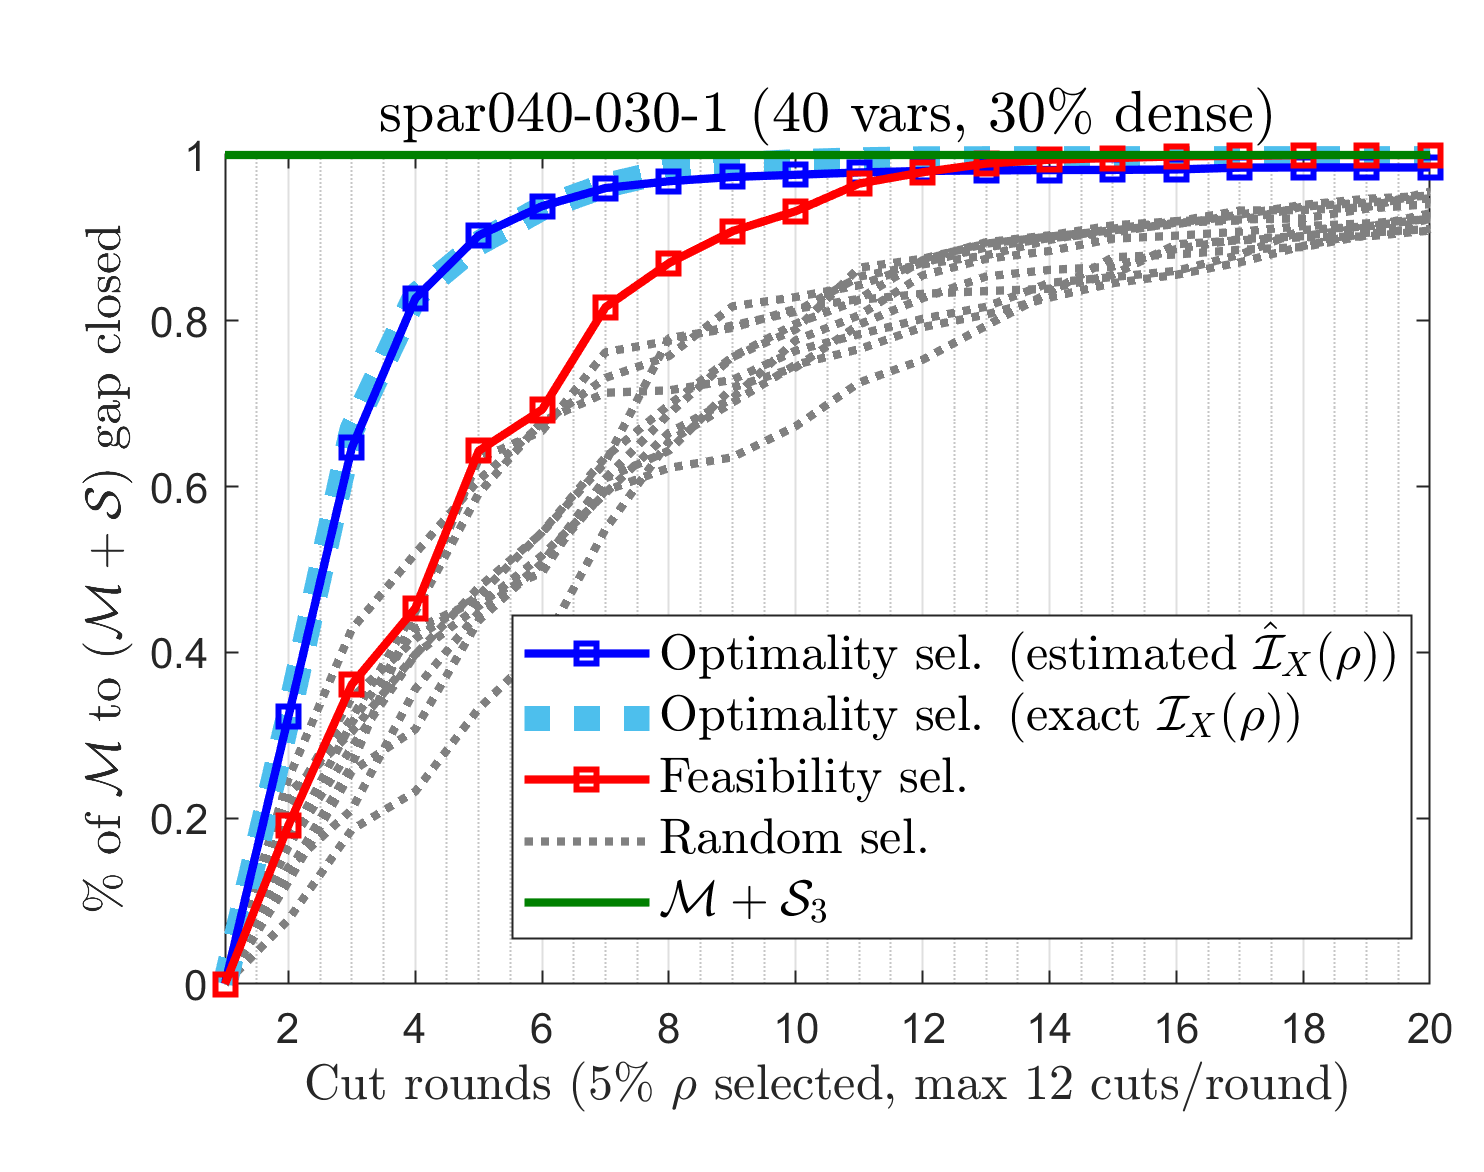 spar040-030-1 (40 vars, 30% dense)
% of ℳ to (ℳ + 𝒮) gap closed
1
0.8
0.6
0.4
0.2
0
Optimality sel. (estimated ℐ̂_X(ρ))
Optimality sel. (exact ℐ_X(ρ))
Feasibility sel.
Random sel.
ℳ + 𝒮₃
2 4 6 8 10 12 14 16 18 20
Cut rounds (5% ρ selected, max 12 cuts/round)